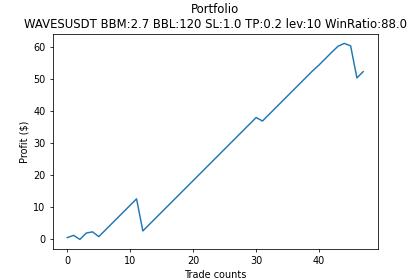 Portfolio
WAVESUSDT BBM:2.7 BBL:120 SL:1.0 TP:0.2 lev:10 WinRatio:88.0
60
50
40
30
20
10
0
Profit ($)
0 10 20 30 40
Trade counts